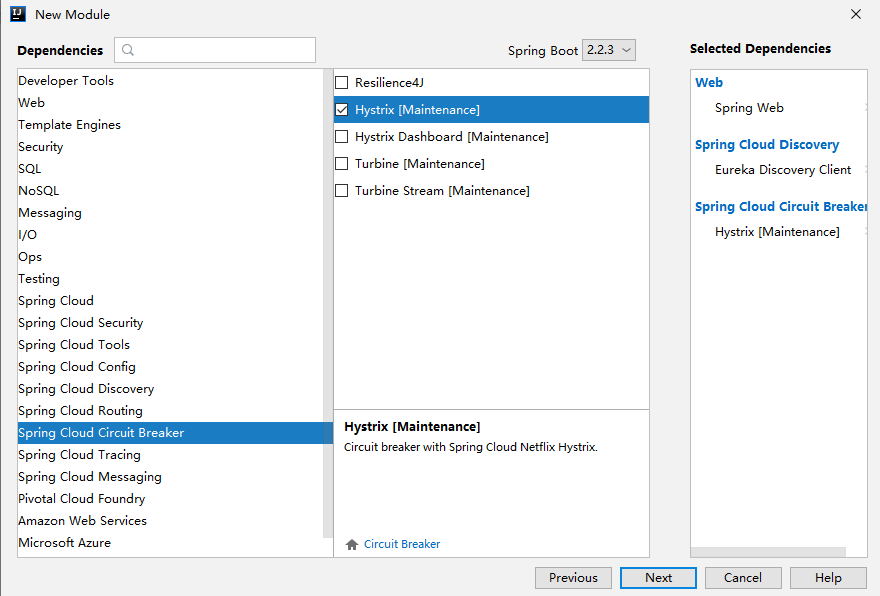 New Module
Dependencies
Spring Boot 2.2.3
Selected Dependencies
Developer Tools
Web
Template Engines
Security
SQL
NoSQL
Messaging
I/O
Ops
Testing
Spring Cloud
Spring Cloud Security
Spring Cloud Tools
Spring Cloud Config
Spring Cloud Discovery
Spring Cloud Routing
Spring Cloud Circuit Breaker
Spring Cloud Tracing
Spring Cloud Messaging
Pivotal Cloud Foundry
Amazon Web Services
Microsoft Azure
Resilience4J
Hystrix [Maintenance]
Hystrix Dashboard [Maintenance]
Turbine [Maintenance]
Turbine Stream [Maintenance]
Hystrix [Maintenance]
Circuit breaker with Spring Cloud Netflix Hystrix.
Circuit Breaker
Web
Spring Web
Spring Cloud Discovery
Eureka Discovery Client
Spring Cloud Circuit Breaker
Hystrix [Maintenance]
Previous
Next
Cancel
Help